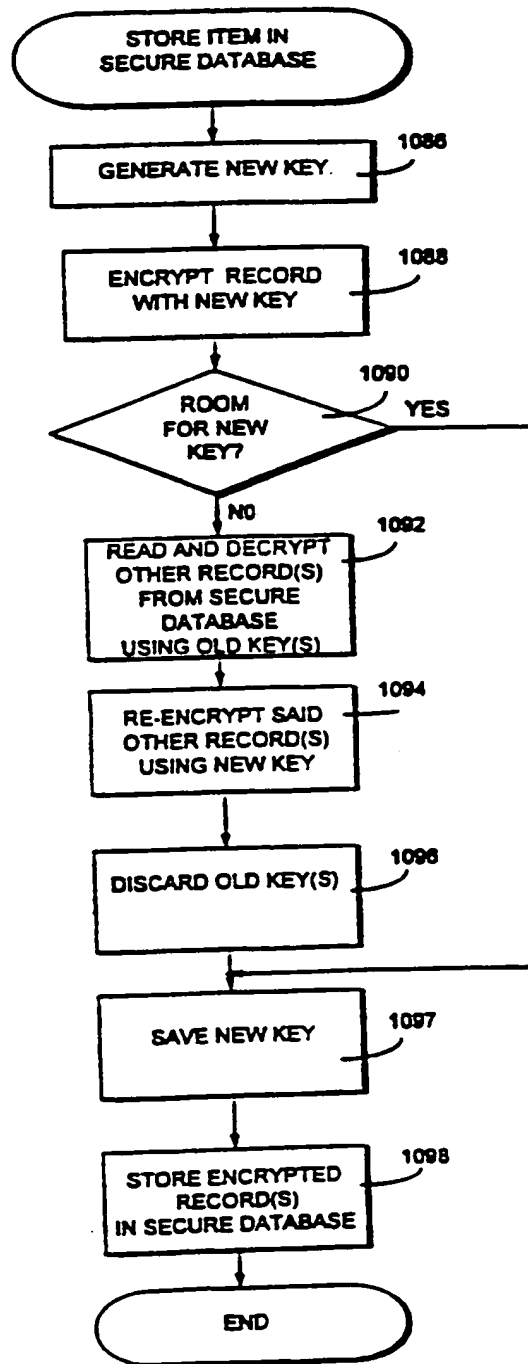 STORE ITEM IN
SECURE DATABASE
1086
GENERATE NEW KEY.
1088
ENCRYPT RECORD
WITH NEW KEY
1090
ROOM
FOR NEW
KEY?
YES
NO
1092
READ AND DECRYPT
OTHER RECORD(S)
FROM SECURE
DATABASE
USING OLD KEY(S)
1094
RE-ENCRYPT SAID
OTHER RECORD(S)
USING NEW KEY
1096
DISCARD OLD KEY(S)
SAVE NEW KEY
1097
1098
STORE ENCRYPTED
RECORD(S)
IN SECURE DATABASE
END